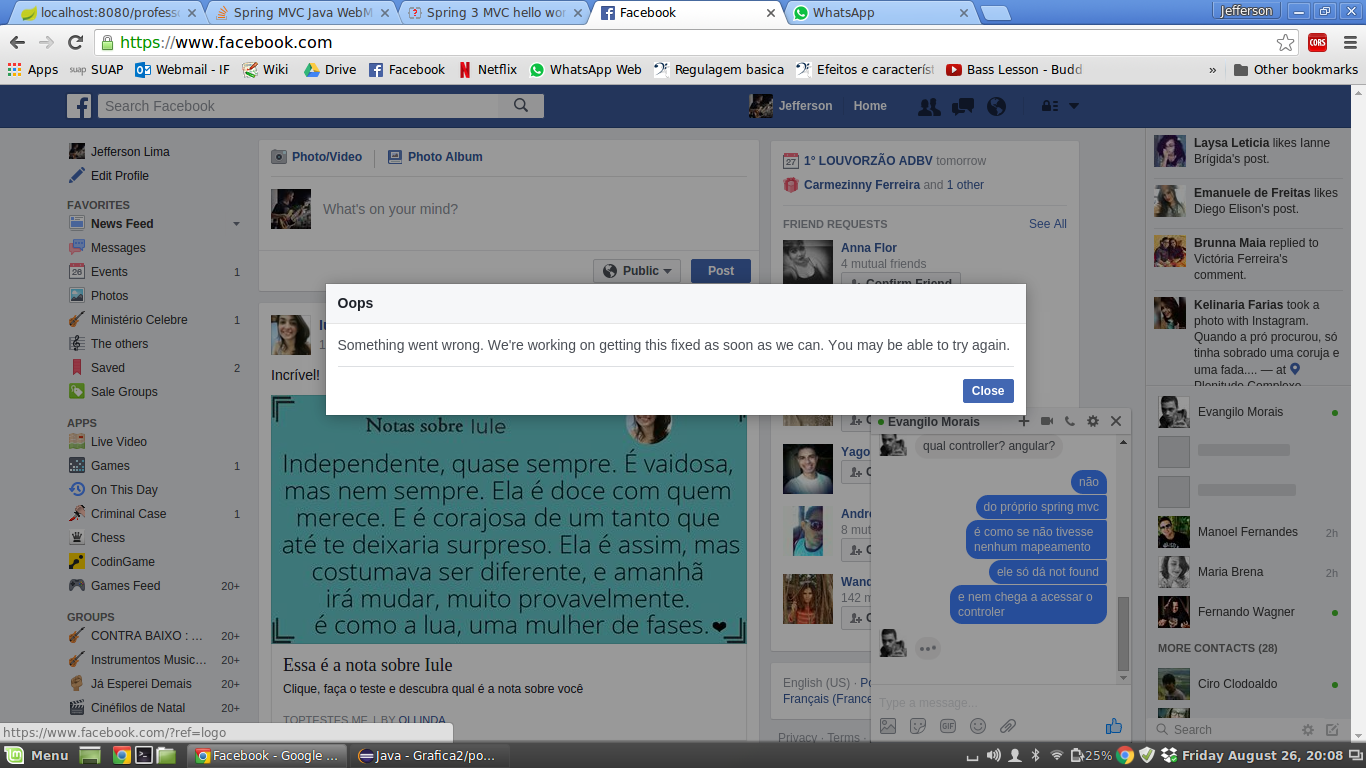 localhost:8080/profess
Spring MVC Java WebM
Spring 3 MVC hello wor
Facebook
WhatsApp
Jefferson
https://www.facebook.com
CORS
Apps
suap SUAP
Webmail - IF
Wiki
Drive
Facebook
Netflix
WhatsApp Web
Regulagem basica
Efeitos e caracterís
Bass Lesson - Budd
»
Other bookmarks
Search Facebook
Jefferson
Home
Jefferson Lima
Edit Profile
FAVORITES
News Feed
Messages
Events 1
Photos
Ministério Celebre 1
The others
Saved 2
Sale Groups
APPS
Live Video
Games 1
On This Day
Criminal Case 1
Chess
CodinGame
Games Feed 20+
GROUPS
CONTRA BAIXO : ... 20+
Instrumentos Music... 20+
Já Esperei Demais 20+
Cinéfilos de Natal 20+
Photo/Video
Photo Album
What's on your mind?
Public
Post
Oops
Something went wrong. We're working on getting this fixed as soon as we can. You may be able to try again.
Close
Incrível!
Notas sobre Iule
Independente, quase sempre. É vaidosa,
mas nem sempre. Ela é doce com quem
merece. E é corajosa de um tanto que
até te deixaria surpreso. Ela é assim, mas
costumava ser diferente, e amanhã
irá mudar, muito provavelmente.
é como a lua, uma mulher de fases.
Essa é a nota sobre Iule
Clique, faça o teste e descubra qual é a nota sobre você
TOPTESTES.ME | BY OLLINDA
27 1° LOUVORZÃO ADBV tomorrow
Carmezinny Ferreira and 1 other
FRIEND REQUESTS See All
Anna Flor
4 mutual friends
Confirm Friend
Yago
Andre
8 mut
Wand
142 m
English (US) · Po
Français (France
Privacy · Terms ·
Laysa Leticia likes Ianne
Brígida's post.
Emanuele de Freitas likes
Diego Elison's post.
Brunna Maia replied to
Victória Ferreira's
comment.
Kelinaria Farias took a
photo with Instagram.
Quando a pró procurou, só
tinha sobrado uma coruja e
uma fada.... — at
Plenitude Complexo
Evangilo Morais
qual controller? angular?
não
do próprio spring mvc
é como se não tivesse
nenhum mapeamento
ele só dá not found
e nem chega a acessar o
controler
Type a message...
GIF
Evangilo Morais
Manoel Fernandes 2h
Maria Brena 2h
Fernando Wagner
MORE CONTACTS (28)
Ciro Clodoaldo
Search
https://www.facebook.com/?ref=logo
Menu
Facebook - Google ...
Java - Grafica2/po...
25%
Friday August 26, 20:08